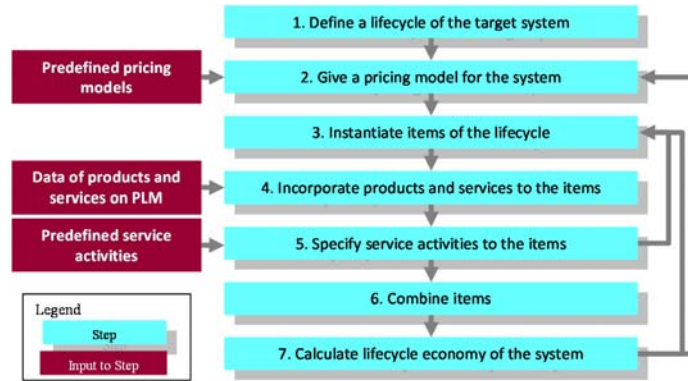 1. Define a lifecycle of the target system
Predefined pricing
models
2. Give a pricing model for the system
3. Instantiate items of the lifecycle
Data of products and
services on PLM
4. Incorporate products and services to the items
Predefined service
activities
5. Specify service activities to the items
6. Combine items
7. Calculate lifecycle economy of the system
Legend
Step
Input to Step